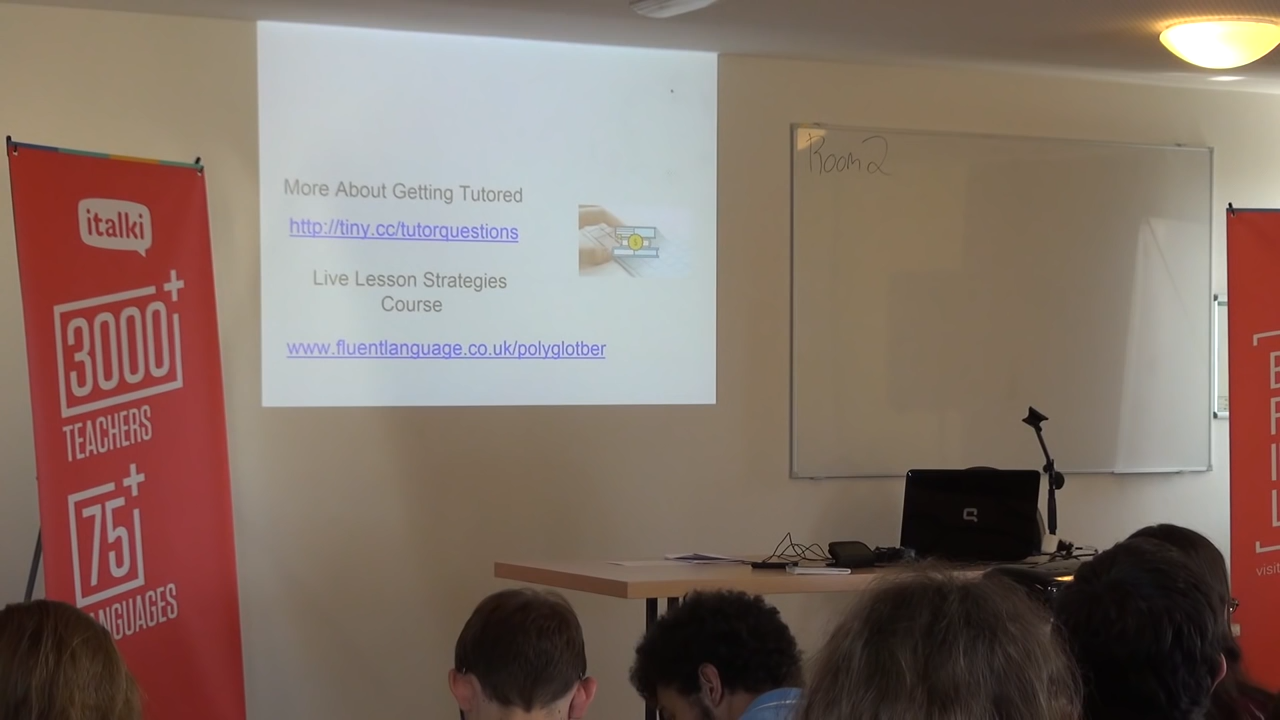 italki
3000+
TEACHERS
75+
More About Getting Tutored
http://tiny.cc/tutorquestions
Live Lesson Strategies
Course
www.fluentlanguage.co.uk/polyglotber
Room 2